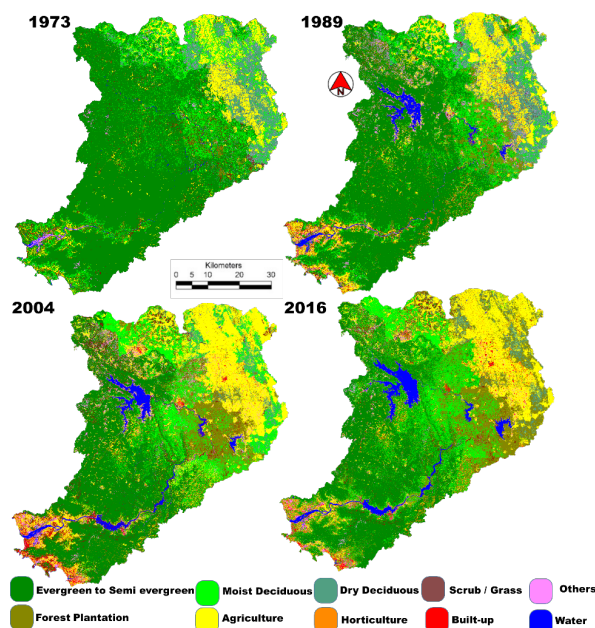 1973
1989
N
Kilometers
0 5 10 20 30
2004
2016
Evergreen to Semi evergreen
Moist Deciduous
Dry Deciduous
Scrub / Grass
Others
Forest Plantation
Agriculture
Horticulture
Built-up
Water